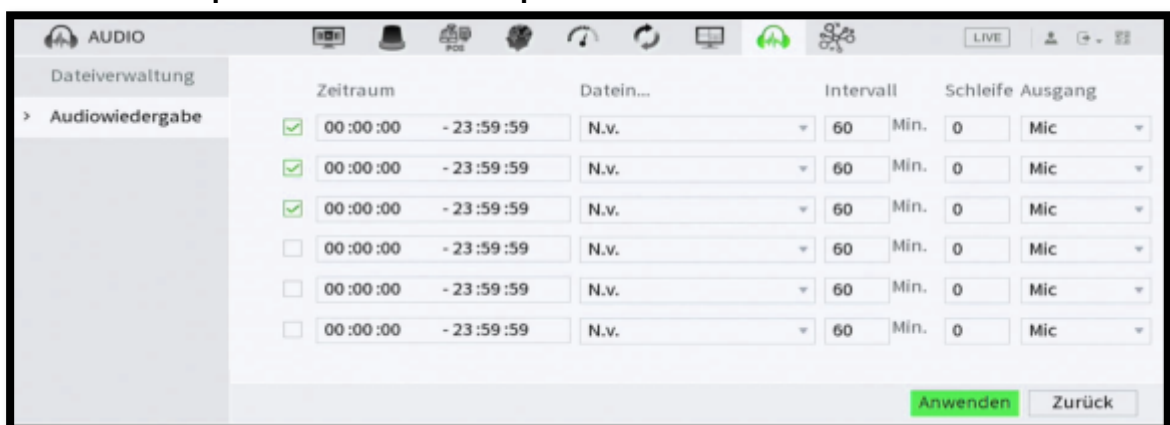 AUDIO POE LIVE
Dateiverwaltung
Audiowiedergabe
Zeitraum Datein... Intervall Schleife Ausgang
00:00:00 - 23:59:59 N.v. 60 Min. 0 Mic
00:00:00 - 23:59:59 N.v. 60 Min. 0 Mic
00:00:00 - 23:59:59 N.v. 60 Min. 0 Mic
00:00:00 - 23:59:59 N.v. 60 Min. 0 Mic
00:00:00 - 23:59:59 N.v. 60 Min. 0 Mic
00:00:00 - 23:59:59 N.v. 60 Min. 0 Mic
Anwenden Zurück